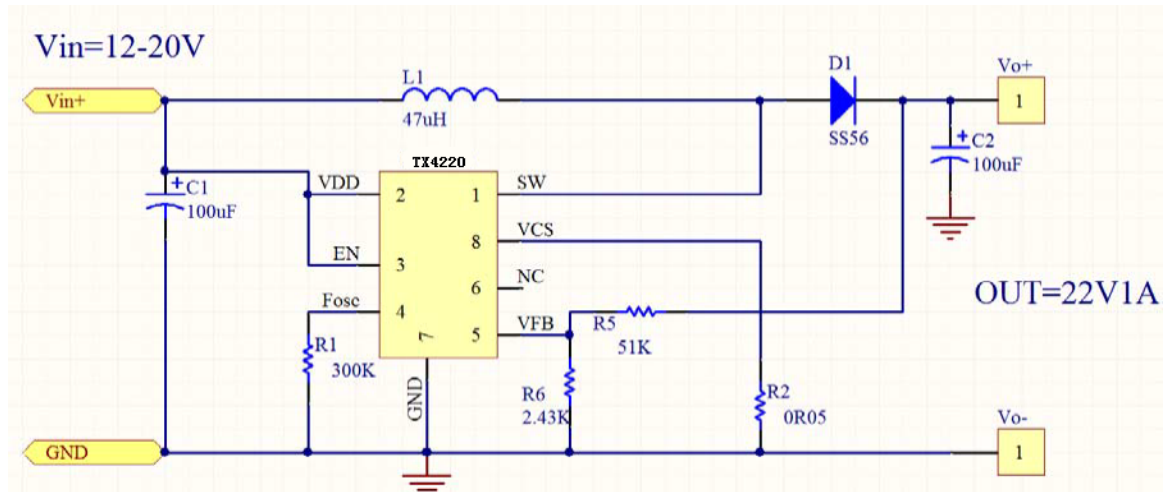 Vin=12-20V
D1
Vo+
L1
Vin+
1
47uH
SS56
C2
TX4220
100uF
VDD
2
1
SW
C1
100uF
VCS
8
EN
3
NC
6
OUT=22V1A
Fosc
4
VFB
5
R5
R1
7
51K
300K
GND
R6
2.43K
R2
0R05
Vo-
GND
1